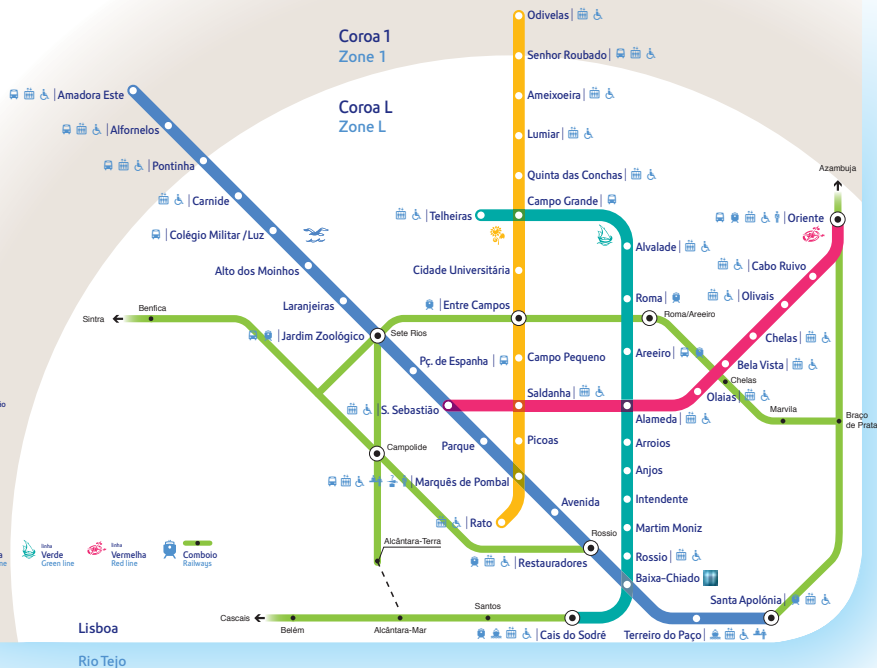 Odivelas
Coroa 1
Zone 1
Senhor Roubado
Amadora Este
Ameixoeira
Coroa L
Zone L
Alfornelos
Lumiar
Pontinha
Quinta das Conchas
Azambuja
Carnide
Campo Grande
Telheiras
Oriente
Colégio Militar /Luz
Alvalade
Alto dos Moinhos
Cidade Universitária
Cabo Ruivo
Laranjeiras
Entre Campos
Roma
Olivais
Benfica
Sintra
Roma/Areeiro
Jardim Zoológico
Sete Rios
Chelas
Pç. de Espanha
Campo Pequeno
Areeiro
Bela Vista
Chelas
Saldanha
Olaias
S. Sebastião
Alameda
Marvila
Braço
de Prata
Parque
Picoas
Arroios
Campolide
Anjos
Marquês de Pombal
Avenida
Intendente
Rato
Martim Moniz
Rossio
Alcântara-Terra
linha
Verde
Green line
linha
Vermelha
Red line
Comboio
Railways
Restauradores
Rossio
Baixa-Chiado
Santa Apolónia
Cascais
Belém
Alcântara-Mar
Santos
Cais do Sodré
Terreiro do Paço
Lisboa
Rio Tejo